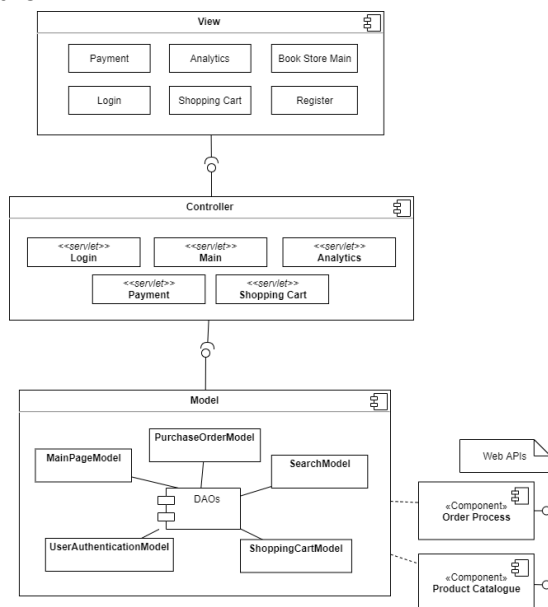 View
Payment
Analytics
Book Store Main
Login
Shopping Cart
Register
Controller
<<servlet>>
Login
<<servlet>>
Main
<<servlet>>
Analytics
<<servlet>>
Payment
<<servlet>>
Shopping Cart
Model
PurchaseOrderModel
MainPageModel
SearchModel
DAOs
UserAuthenticationModel
ShoppingCartModel
Web APIs
«Component»
Order Process
«Component»
Product Catalogue